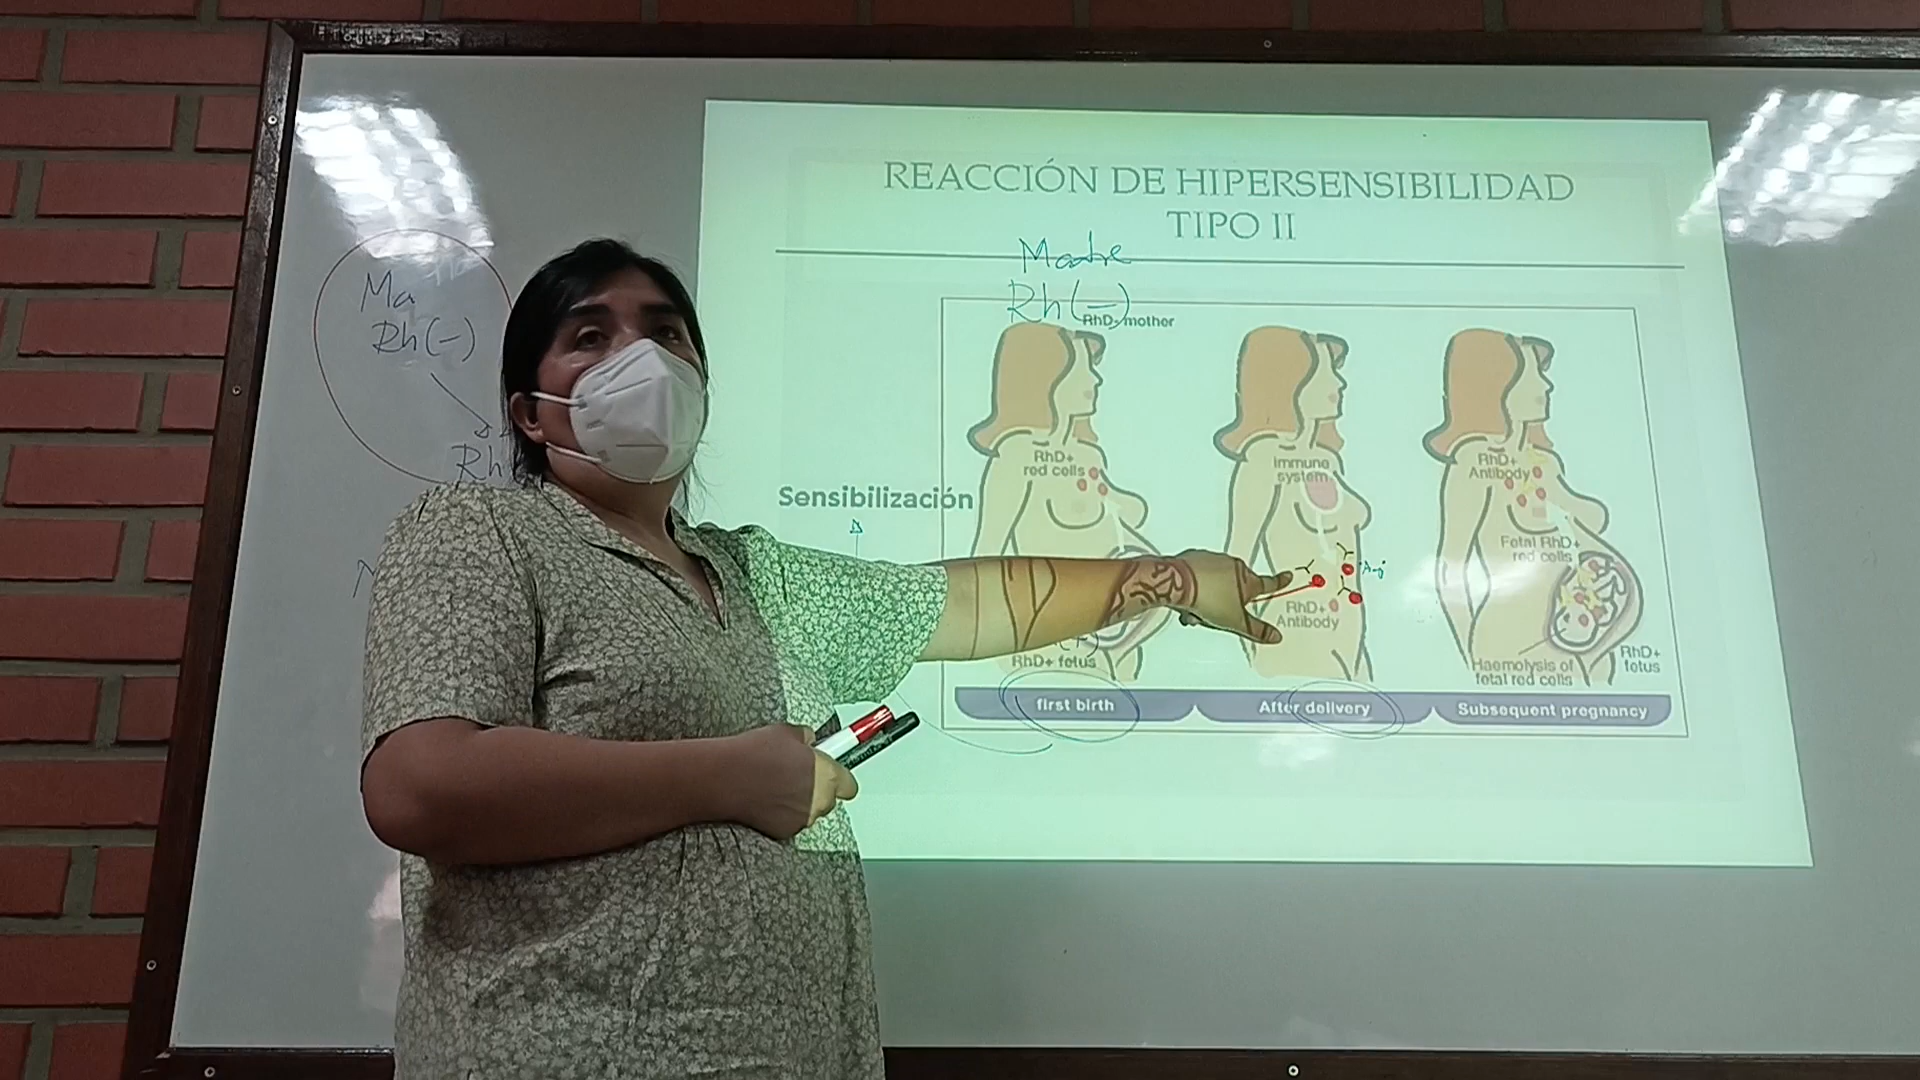 REACCIÓN DE HIPERSENSIBILIDAD
TIPO II
Madre
Rh (-)
RhD- mother
Ma
Rh (-)
Rh
RhD+
red cells
Immune
system
RhD+
Antibody
Sensibilización
Fetal RhD+
red cells
Ag
RhD+
Antibody
(+)
RhD+ fetus
Haemolysis of
fetal red cells
RhD+
fetus
first birth
After delivery
Subsequent pregnancy